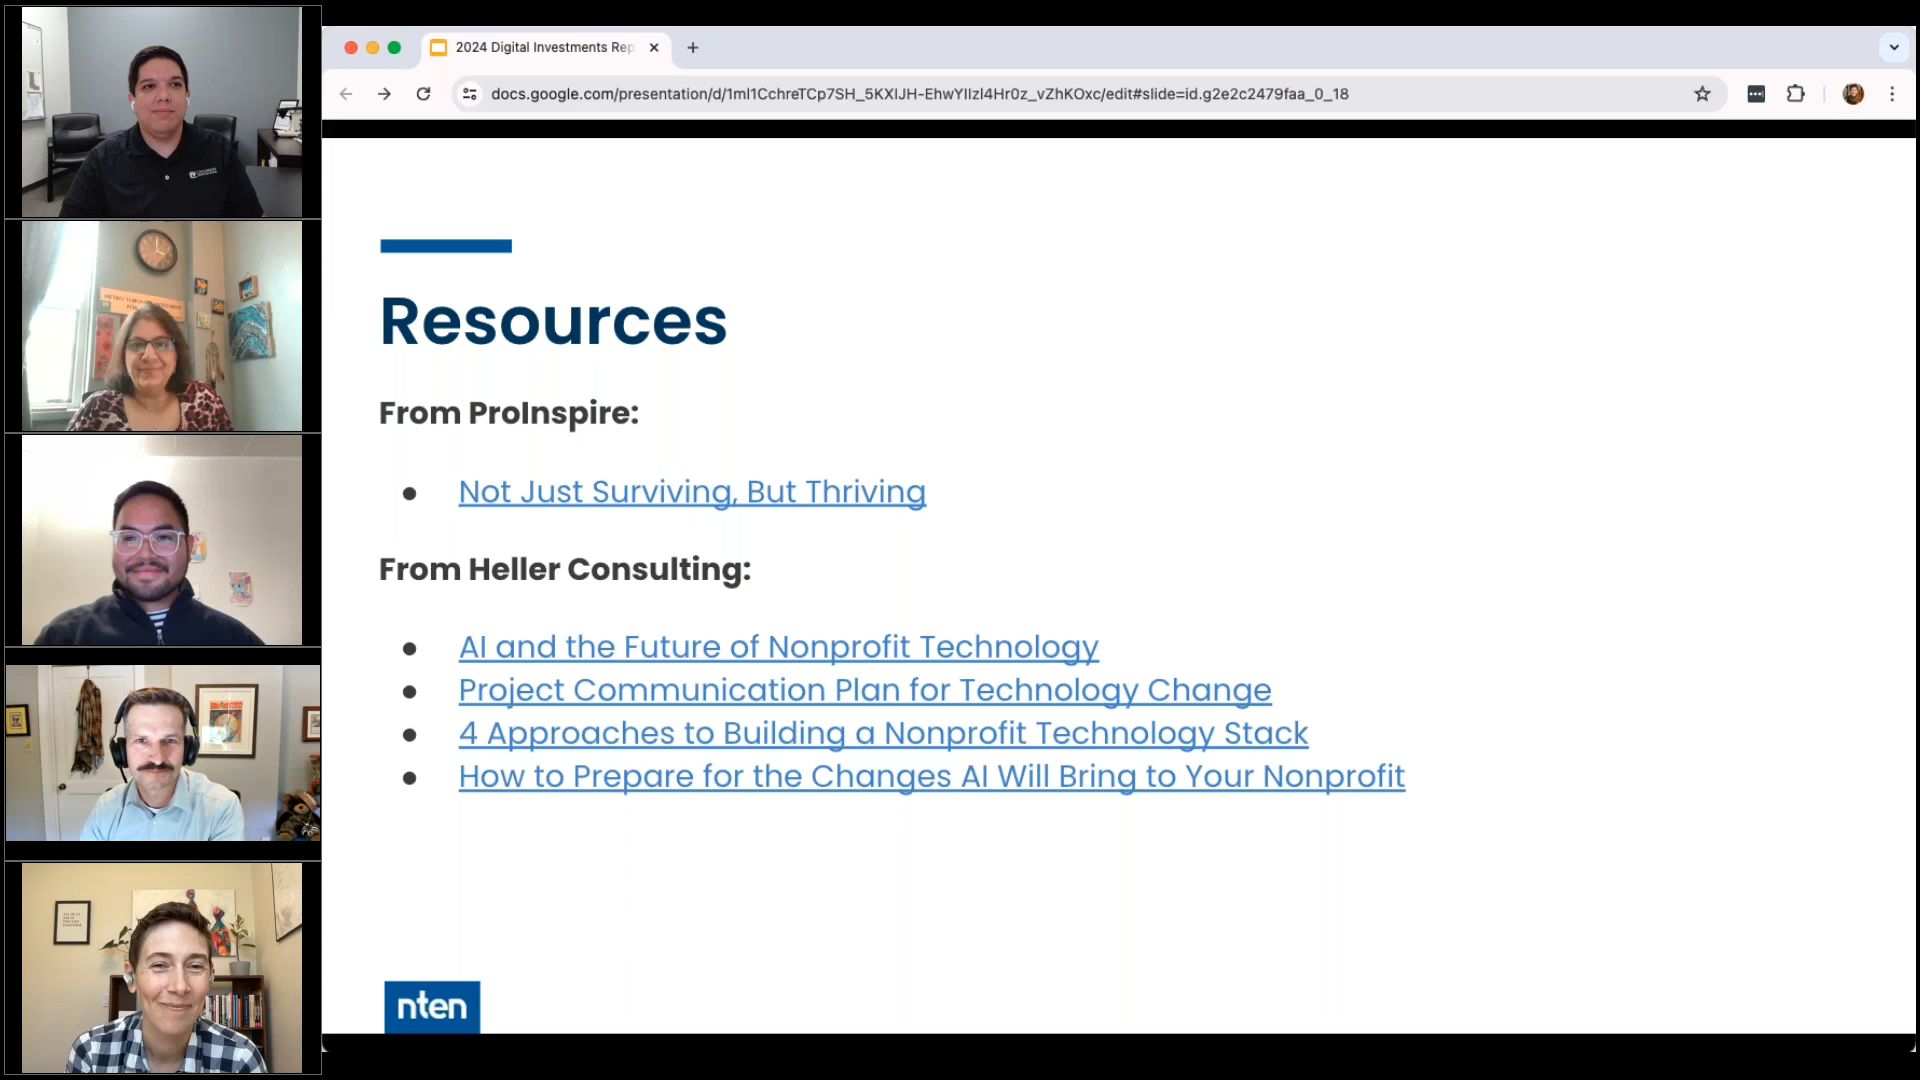 2024 Digital Investments Rep
docs.google.com/presentation/d/1ml1CchreTCp7SH_5KXIJH-EhwYIIzI4Hr0z_vZhKOxc/edit#slide=id.g2e2c2479faa_0_18
Resources
From ProInspire:
Not Just Surviving, But Thriving
From Heller Consulting:
AI and the Future of Nonprofit Technology
Project Communication Plan for Technology Change
4 Approaches to Building a Nonprofit Technology Stack
How to Prepare for the Changes AI Will Bring to Your Nonprofit
nten